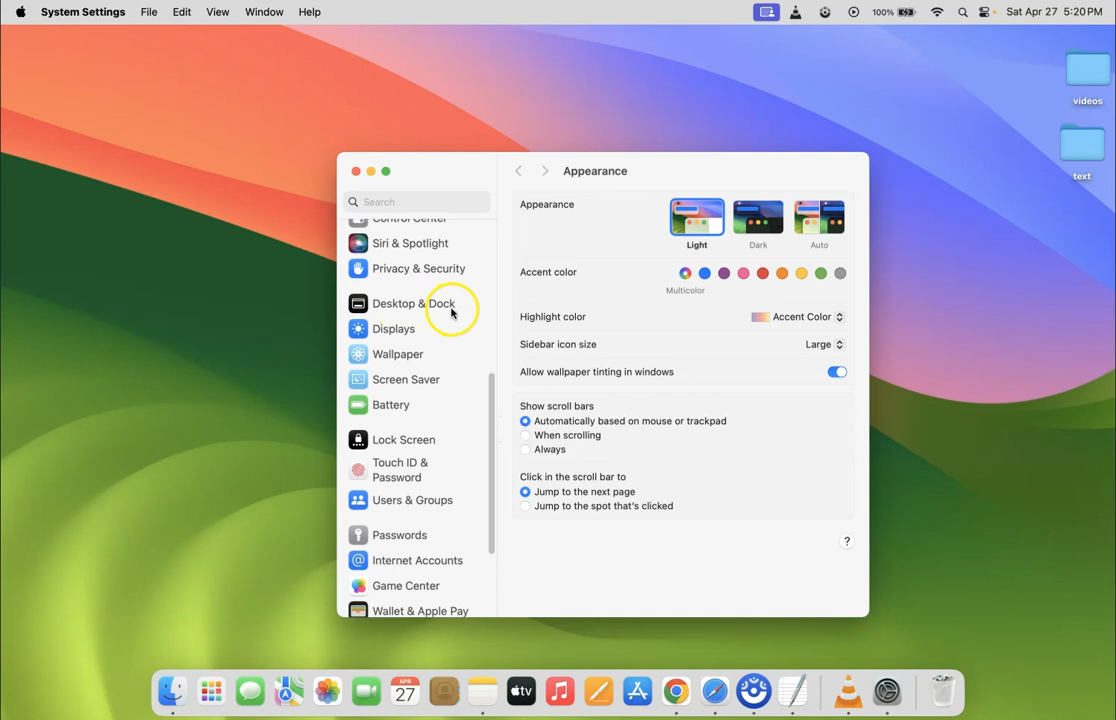 System Settings File Edit View Window Help 100% Sat Apr 27 5:20 PM
videos
text
Search
Control Center
Siri & Spotlight
Privacy & Security
Desktop & Dock
Displays
Wallpaper
Screen Saver
Battery
Lock Screen
Touch ID &
Password
Users & Groups
Passwords
Internet Accounts
Game Center
Wallet & Apple Pay
Appearance
Appearance
Light Dark Auto
Accent color
Multicolor
Highlight color Accent Color
Sidebar icon size Large
Allow wallpaper tinting in windows
Show scroll bars
Automatically based on mouse or trackpad
When scrolling
Always
Click in the scroll bar to
Jump to the next page
Jump to the spot that's clicked
?
APR
27
tv